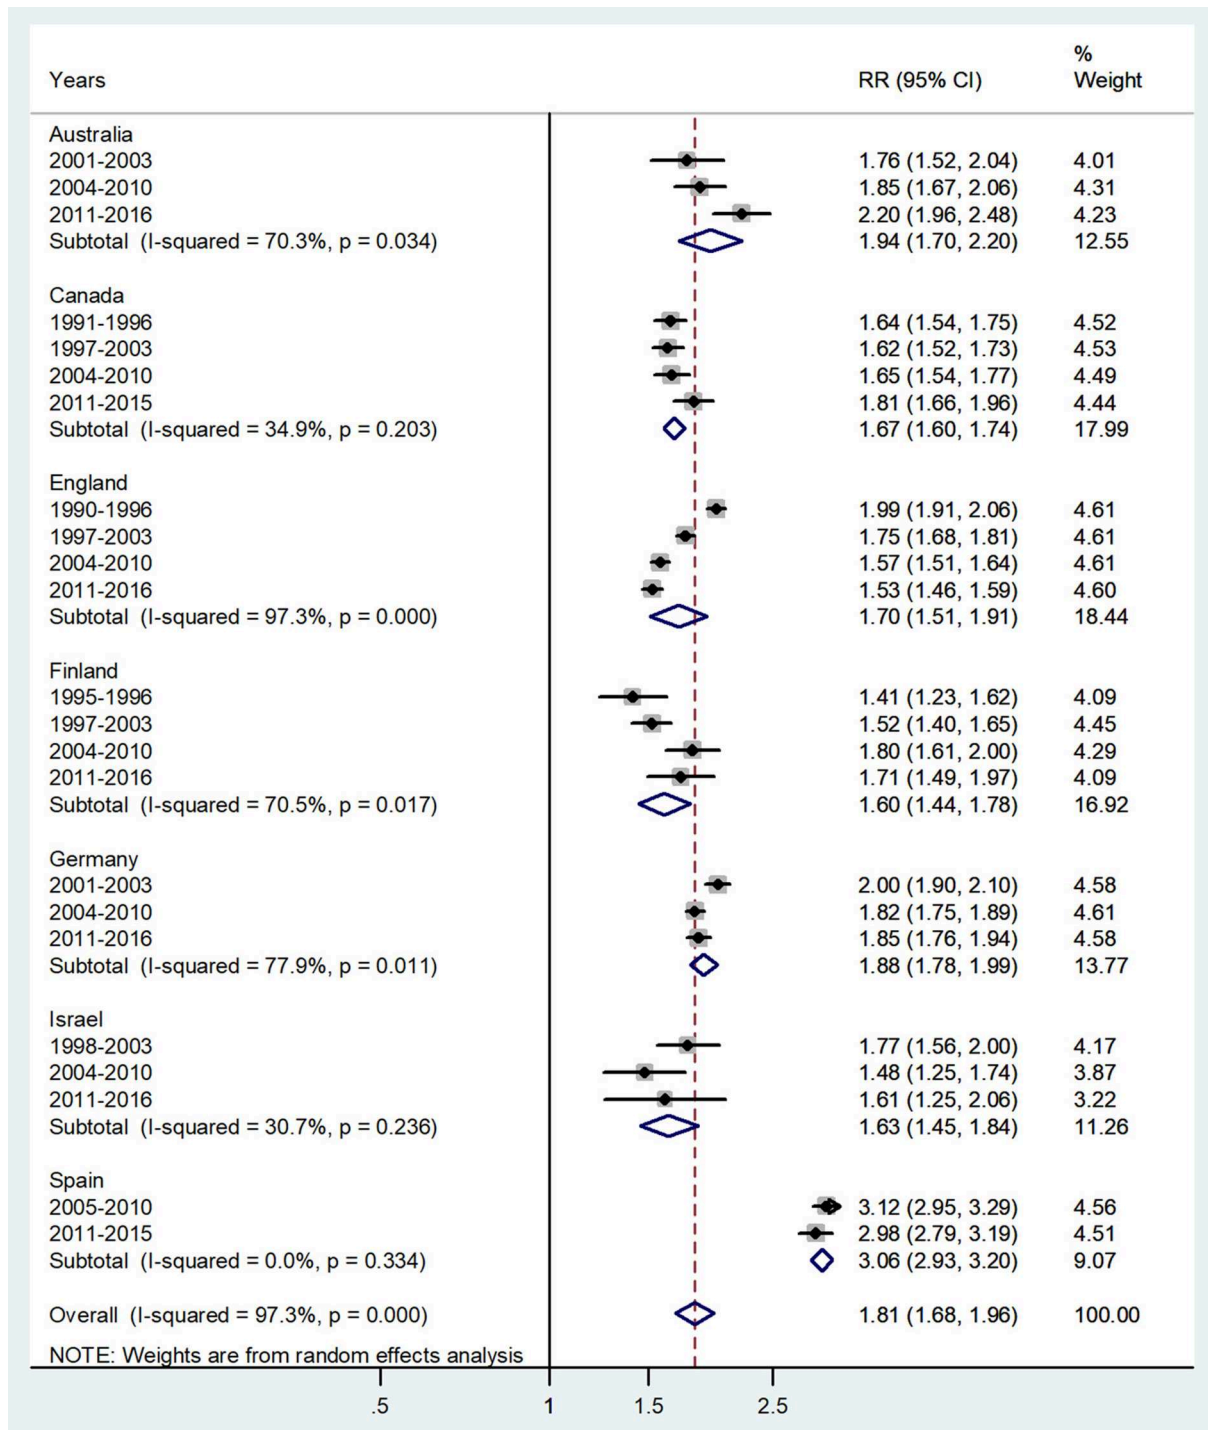 %
Years RR (95% CI) Weight
Australia
2001-2003 1.76 (1.52, 2.04) 4.01
2004-2010 1.85 (1.67, 2.06) 4.31
2011-2016 2.20 (1.96, 2.48) 4.23
Subtotal (I-squared = 70.3%, p = 0.034) 1.94 (1.70, 2.20) 12.55
Canada
1991-1996 1.64 (1.54, 1.75) 4.52
1997-2003 1.62 (1.52, 1.73) 4.53
2004-2010 1.65 (1.54, 1.77) 4.49
2011-2015 1.81 (1.66, 1.96) 4.44
Subtotal (I-squared = 34.9%, p = 0.203) 1.67 (1.60, 1.74) 17.99
England
1990-1996 1.99 (1.91, 2.06) 4.61
1997-2003 1.75 (1.68, 1.81) 4.61
2004-2010 1.57 (1.51, 1.64) 4.61
2011-2016 1.53 (1.46, 1.59) 4.60
Subtotal (I-squared = 97.3%, p = 0.000) 1.70 (1.51, 1.91) 18.44
Finland
1995-1996 1.41 (1.23, 1.62) 4.09
1997-2003 1.52 (1.40, 1.65) 4.45
2004-2010 1.80 (1.61, 2.00) 4.29
2011-2016 1.71 (1.49, 1.97) 4.09
Subtotal (I-squared = 70.5%, p = 0.017) 1.60 (1.44, 1.78) 16.92
Germany
2001-2003 2.00 (1.90, 2.10) 4.58
2004-2010 1.82 (1.75, 1.89) 4.61
2011-2016 1.85 (1.76, 1.94) 4.58
Subtotal (I-squared = 77.9%, p = 0.011) 1.88 (1.78, 1.99) 13.77
Israel
1998-2003 1.77 (1.56, 2.00) 4.17
2004-2010 1.48 (1.25, 1.74) 3.87
2011-2016 1.61 (1.25, 2.06) 3.22
Subtotal (I-squared = 30.7%, p = 0.236) 1.63 (1.45, 1.84) 11.26
Spain
2005-2010 3.12 (2.95, 3.29) 4.56
2011-2015 2.98 (2.79, 3.19) 4.51
Subtotal (I-squared = 0.0%, p = 0.334) 3.06 (2.93, 3.20) 9.07
Overall (I-squared = 97.3%, p = 0.000) 1.81 (1.68, 1.96) 100.00
NOTE: Weights are from random effects analysis
.5 1 1.5 2.5